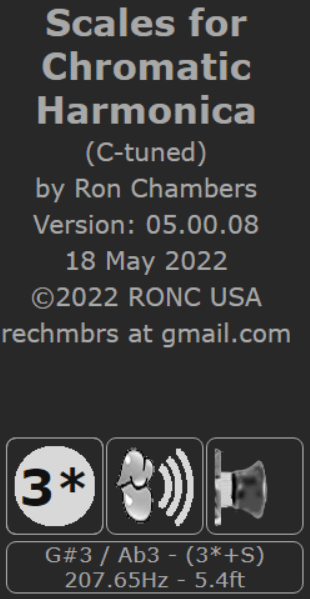 Scales for
Chromatic
Harmonica
(C-tuned)
by Ron Chambers
Version: 05.00.08
18 May 2022
©2022 RONC USA
rechmbrs at gmail.com
3*
G#3 / Ab3 - (3*+S)
207.65Hz - 5.4ft